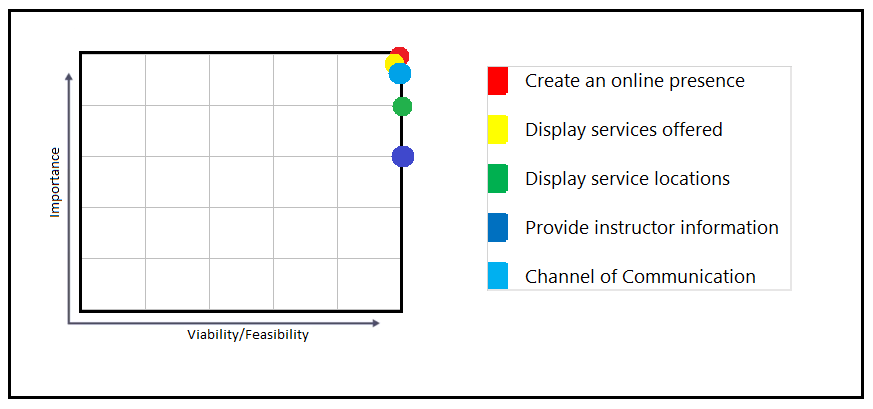 Importance
Viability/Feasibility
Create an online presence
Display services offered
Display service locations
Provide instructor information
Channel of Communication